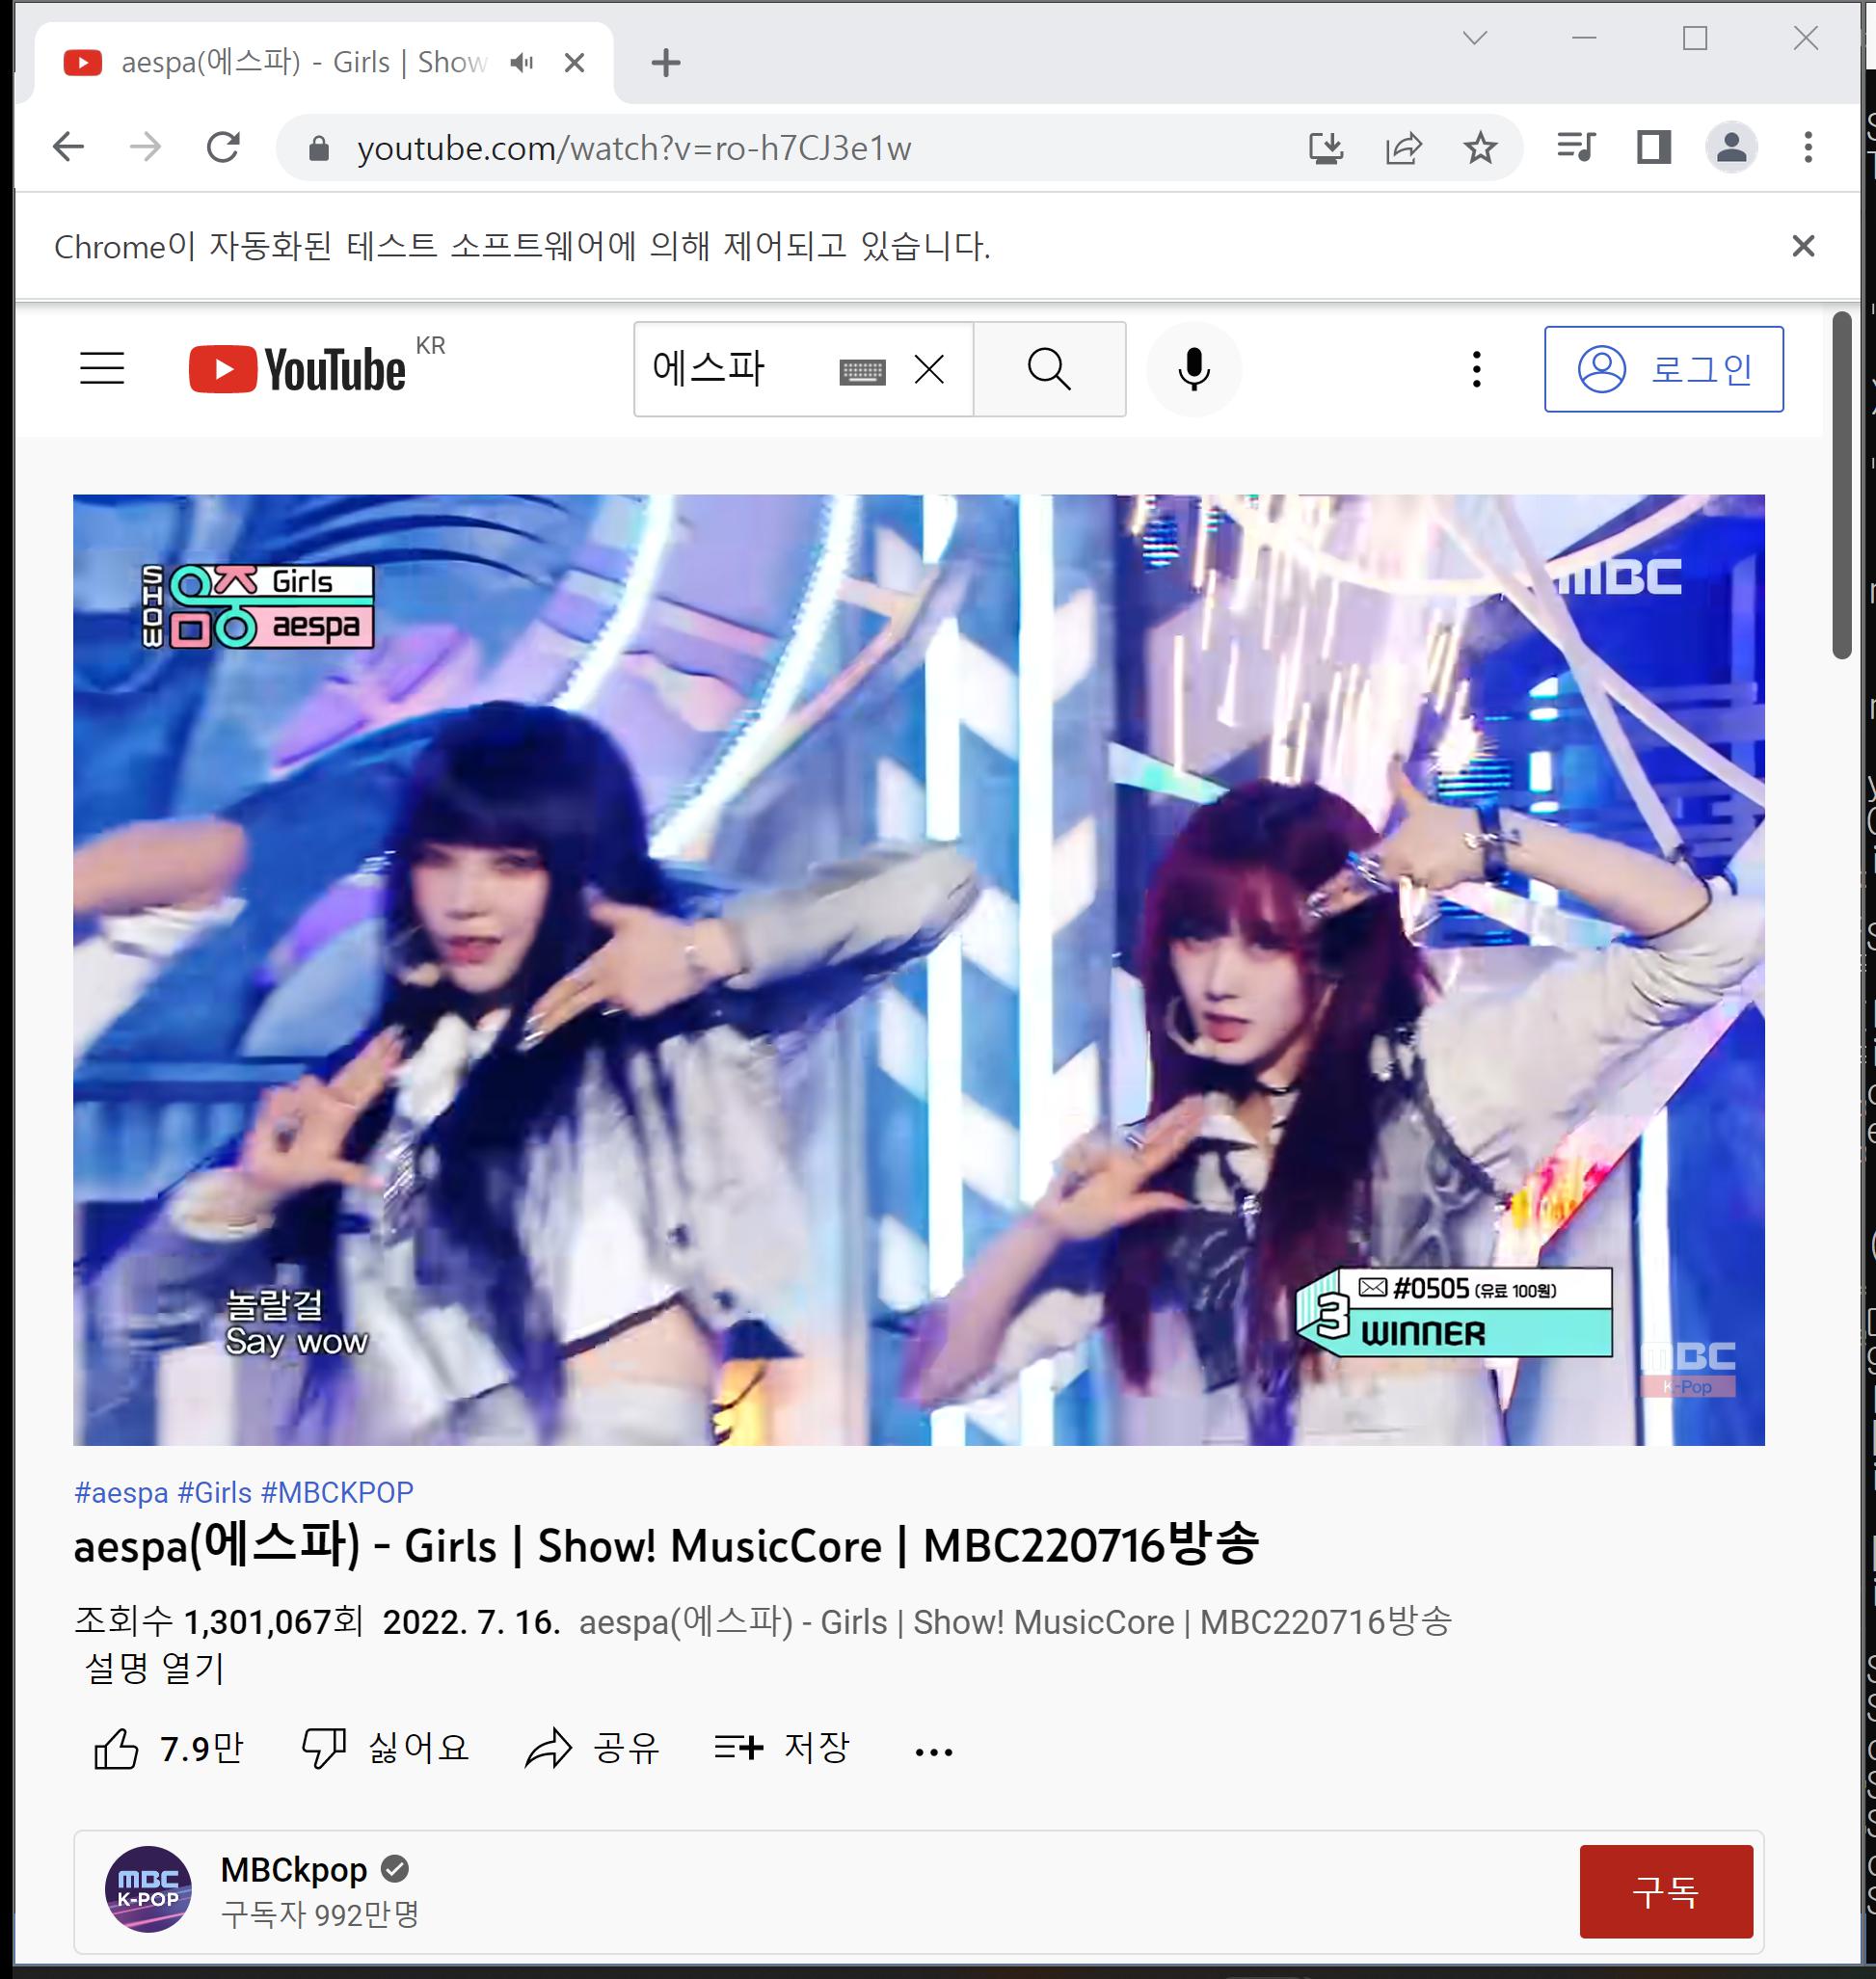 aespa(에스파) - Girls | Show
youtube.com/watch?v=ro-h7CJ3e1w
Chrome이 자동화된 테스트 소프트웨어에 의해 제어되고 있습니다.
YouTube KR
에스파
로그인
SHOW 음악중심 Girls
aespa
MBC
놀랄걸
Say wow
#0505 (유료 100원)
3 WINNER
MBC
K-Pop
#aespa #Girls #MBCKPOP
aespa(에스파) - Girls | Show! MusicCore | MBC220716방송
조회수 1,301,067회 2022. 7. 16. aespa(에스파) - Girls | Show! MusicCore | MBC220716방송
설명 열기
7.9만 싫어요 공유 저장
MBC
K-POP
MBCkpop
구독자 992만명
구독